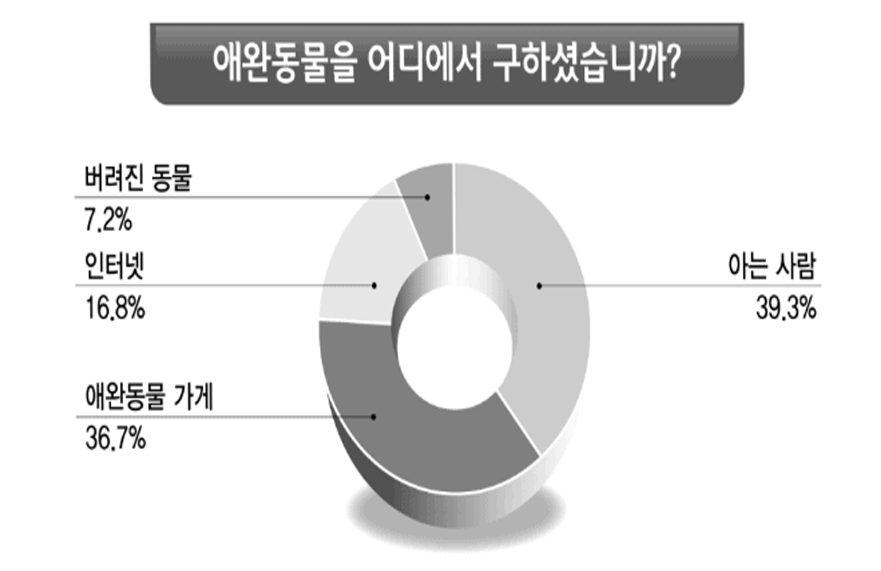 애완동물을 어디에서 구하셨습니까?
버려진 동물
7.2%
인터넷
16.8%
애완동물 가게
36.7%
아는 사람
39.3%